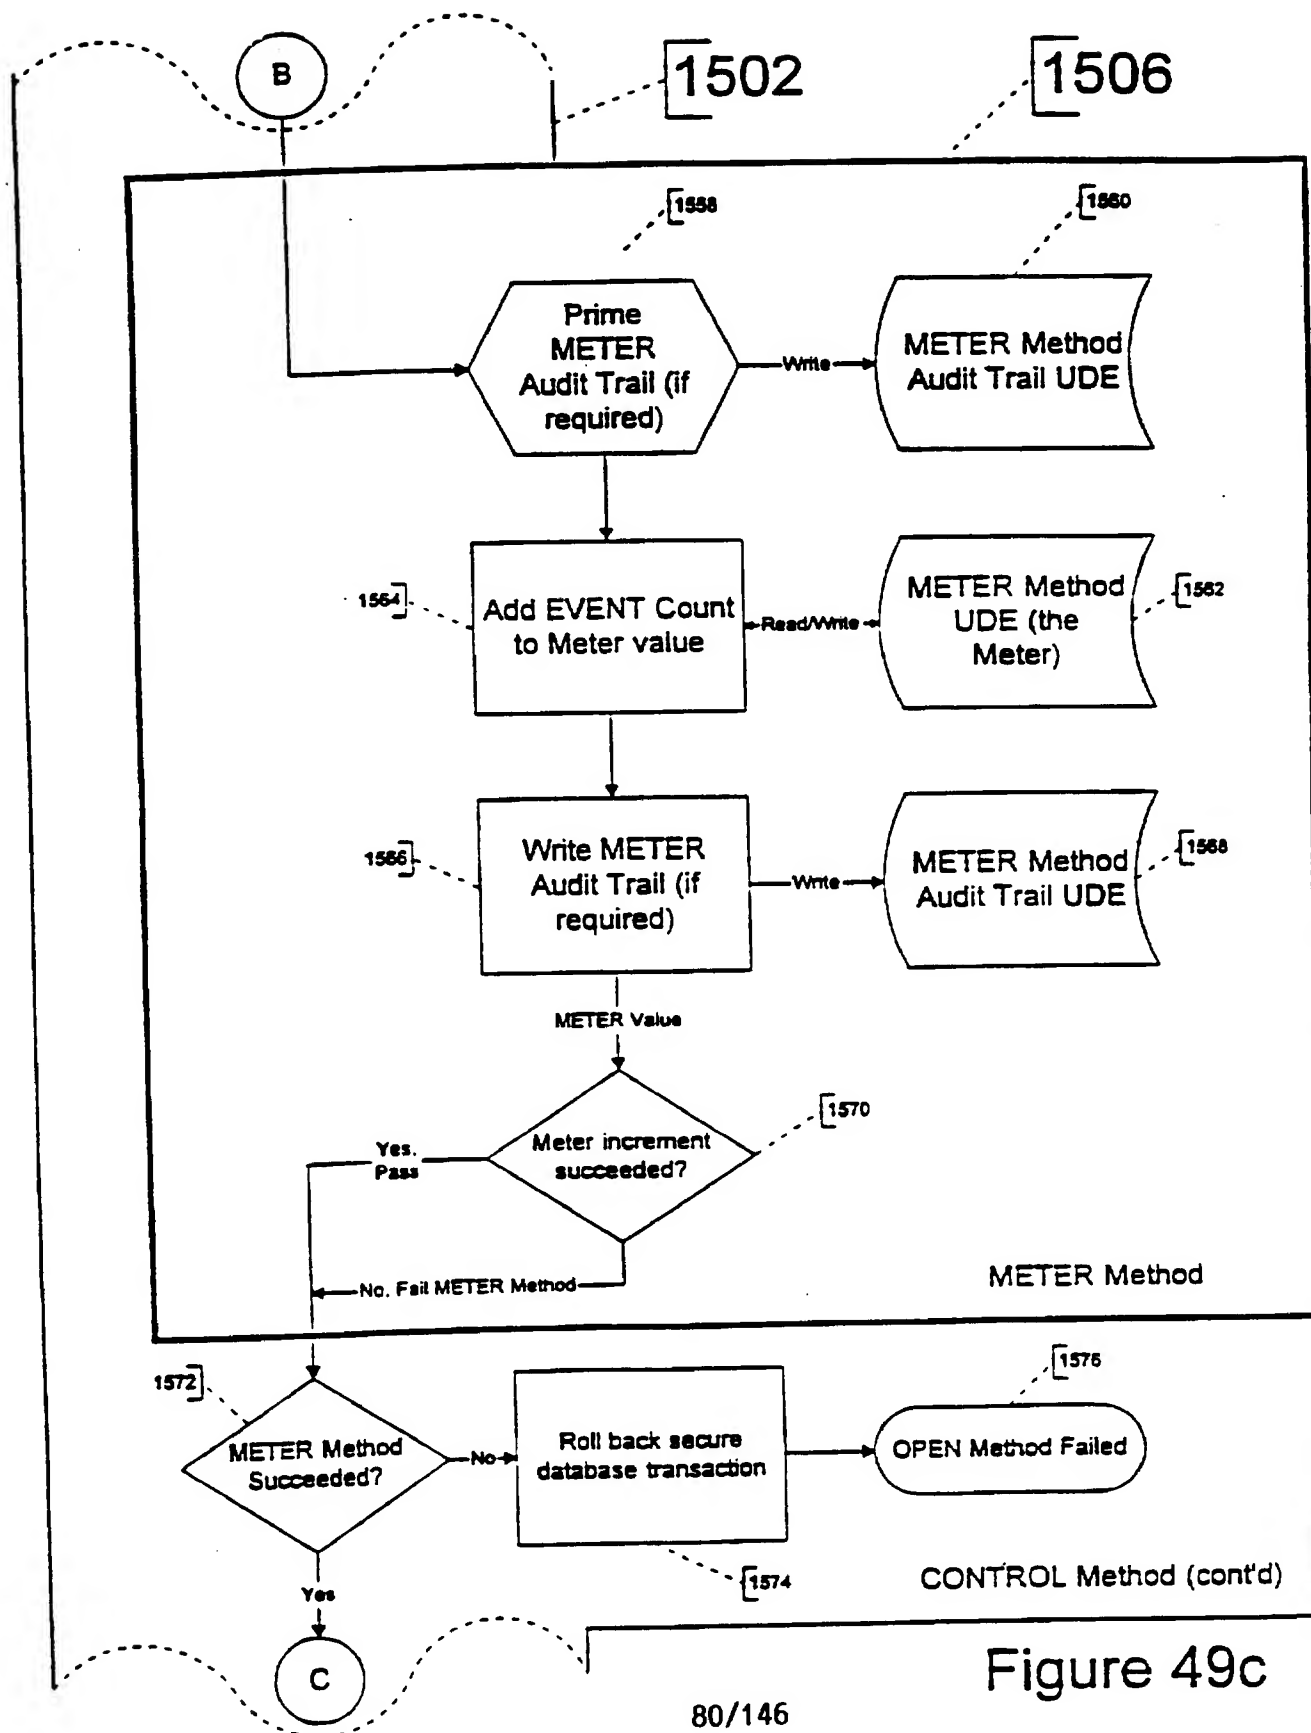 B
1502
1506
1558
1560
Prime
METER
Audit Trail (if
required)
Write
METER Method
Audit Trail UDE
1564
Add EVENT Count
to Meter value
Read/Write
METER Method
UDE (the
Meter)
1562
1566
Write METER
Audit Trail (if
required)
Write
METER Method
Audit Trail UDE
1568
METER Value
Meter increment
succeeded?
1570
Yes.
Pass
No. Fail METER Method
METER Method
1572
METER Method
Succeeded?
No
Roll back secure
database transaction
1574
OPEN Method Failed
1576
Yes
CONTROL Method (cont'd)
C
Figure 49c
80/146